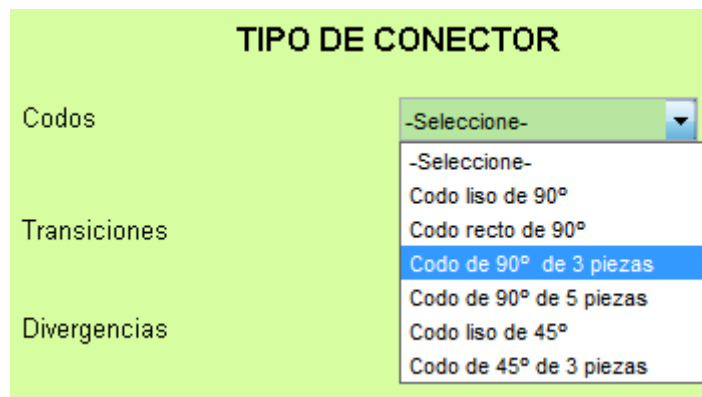 TIPO DE CONECTOR
Codos
-Seleccione-
-Seleccione-
Codo liso de 90º
Codo recto de 90º
Transiciones
Codo de 90º  de 3 piezas
Codo de 90º de 5 piezas
Divergencias
Codo liso de 45º
Codo de 45º de 3 piezas